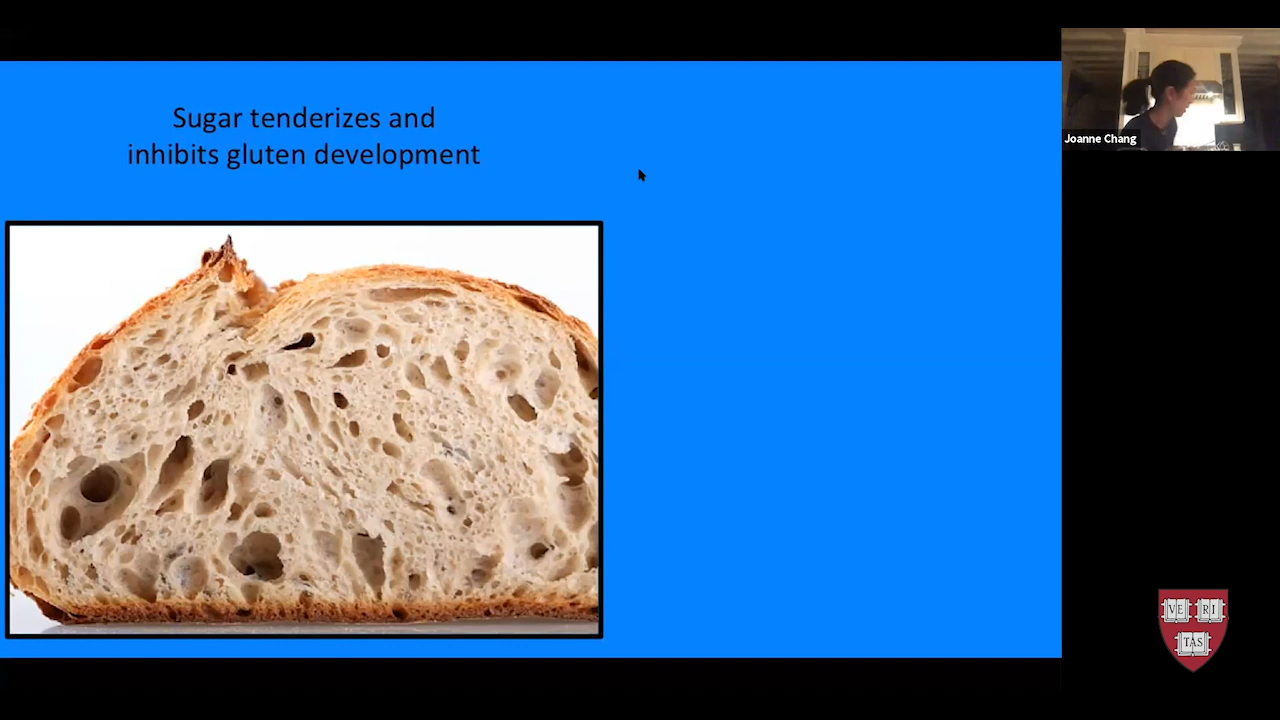 Sugar tenderizes and
inhibits gluten development
Joanne Chang
VE RI
TAS